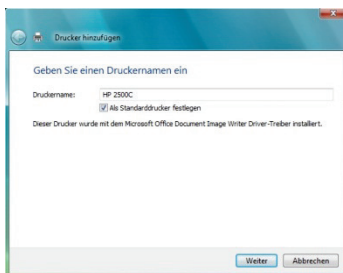 Drucker hinzufügen
Geben Sie einen Druckernamen ein
Druckername: HP 2500C
Als Standarddrucker festlegen
Dieser Drucker wurde mit dem Microsoft Office Document Image Writer Driver-Treiber installiert.
Weiter Abbrechen